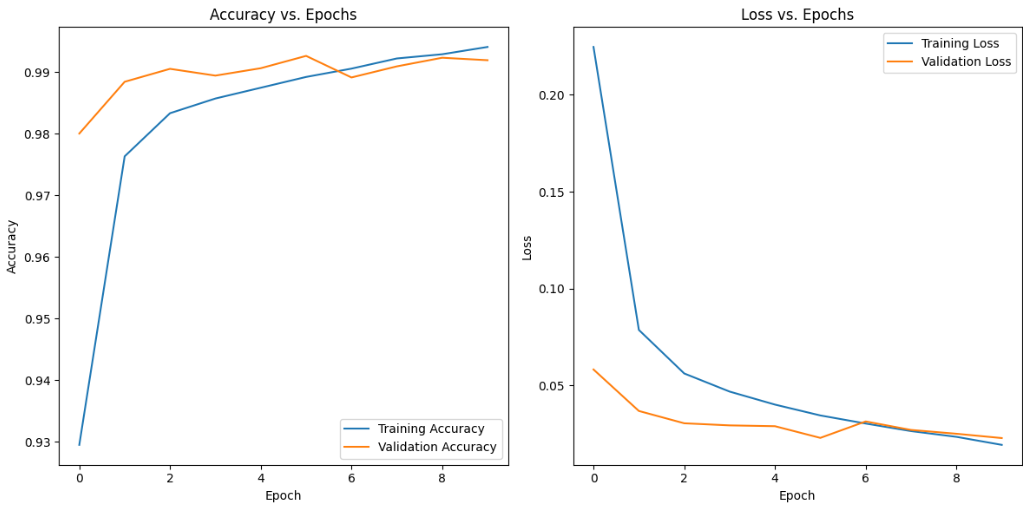 Accuracy vs. Epochs
0.99
0.98
0.97
0.96
0.95
0.94
0.93
Accuracy
0 2 4 6 8
Epoch
Training Accuracy
Validation Accuracy
Loss vs. Epochs
0.20
0.15
0.10
0.05
Loss
0 2 4 6 8
Epoch
Training Loss
Validation Loss